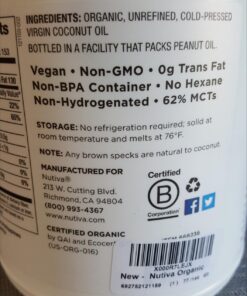 INGREDIENTS: ORGANIC, UNREFINED, COLD-PRESSED
VIRGIN COCONUT OIL
BOTTLED IN A FACILITY THAT PACKS PEANUT OIL.
Vegan • Non-GMO • 0g Trans Fat
Non-BPA Container • No Hexane
Non-Hydrogenated • 62% MCTs
STORAGE: No refrigeration required; solid at
room temperature and melts at 76°F.
NOTE: Any brown specks are natural to coconut.
MANUFACTURED FOR
Nutiva®
213 W. Cutting Blvd.
Richmond, CA 94804
(800) 993-4367
www.nutiva.com
CERTIFIED ORGANIC
by QAI and Ecocert
(US-ORG-016)
Certified
B
Corporation
X000R7LSJX
New - Nutiva Organic
22%
60%